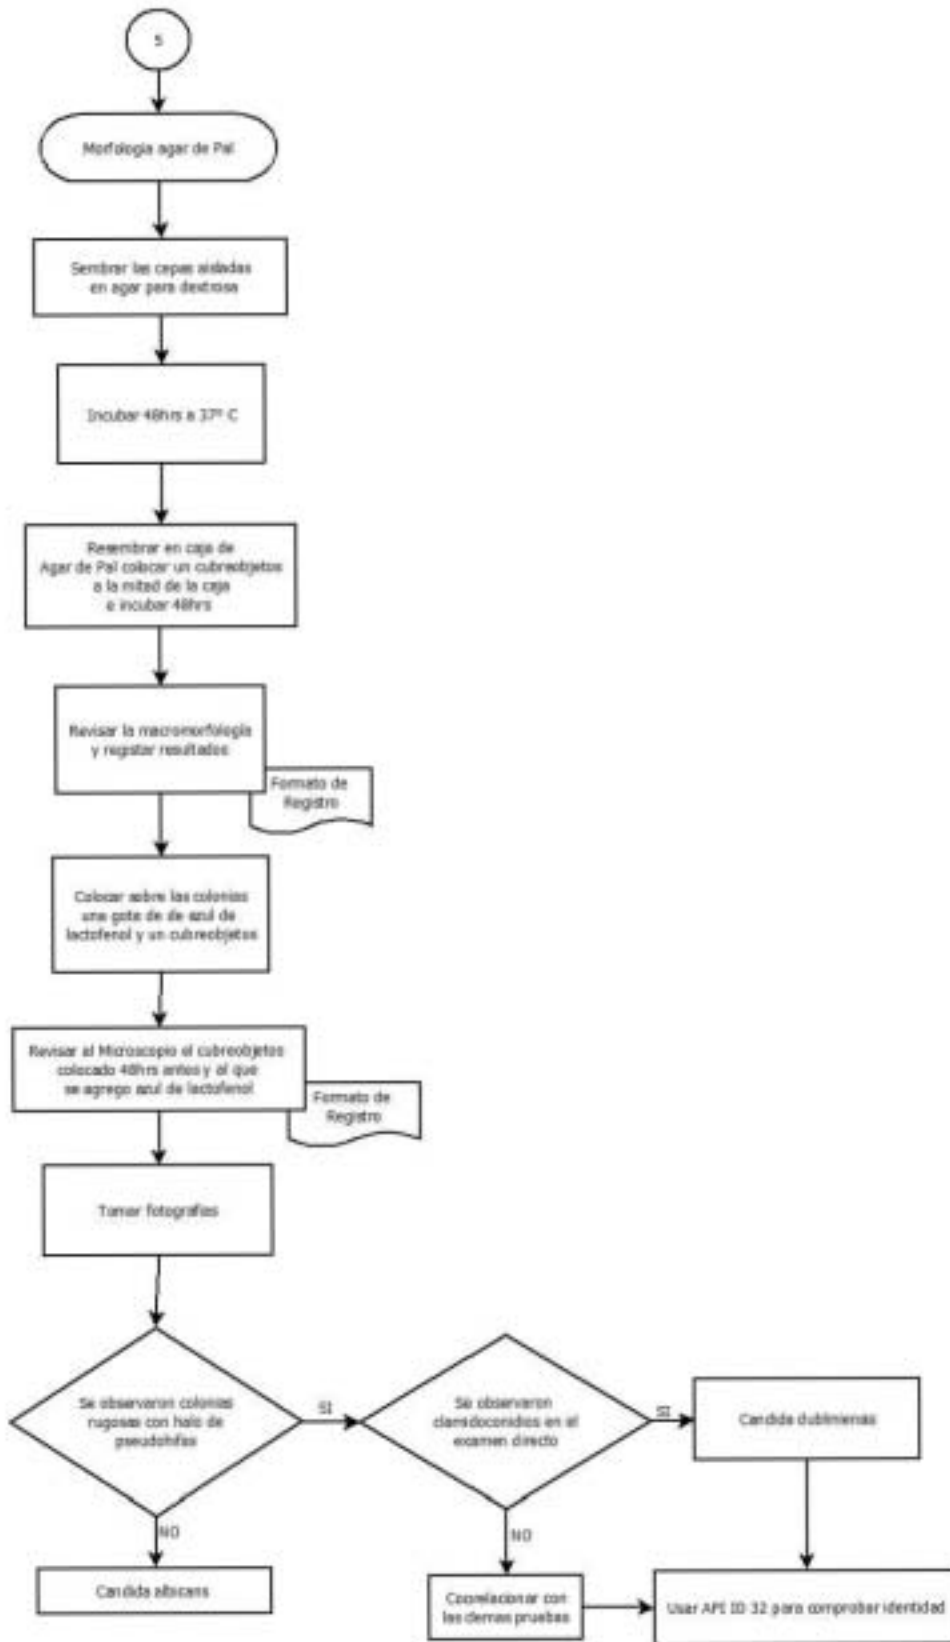 5
Morfologia agar de Pal
Sembrar las cepas aisladas
en agar para dextrosa
Incubar 48hrs a 37º C
Resembrar en caja de
Agar de Pal colocar un cubreobjetos
a la mitad de la caja
e incubar 48hrs
Revisar la macromorfología
y registar resultados
Formato de
Registro
Colocar sobre las colonias
una gota de de azul de
lactofenol y un cubreobjetos
Revisar al Microscopio el cubreobjetos
colocado 48hrs antes y al que
se agrego azul de lactofenol
Formato de
Registro
Tomar fotografias
Se observaron colonias
rugosas con halo de
pseudohifas
SI
Se observaron
clamidoconidios en el
examen directo
SI
Candida dubliniensis
NO
NO
Candida albicans
Coorelacionar con
las demas pruebas
Usar API ID 32 para comprobar identidad